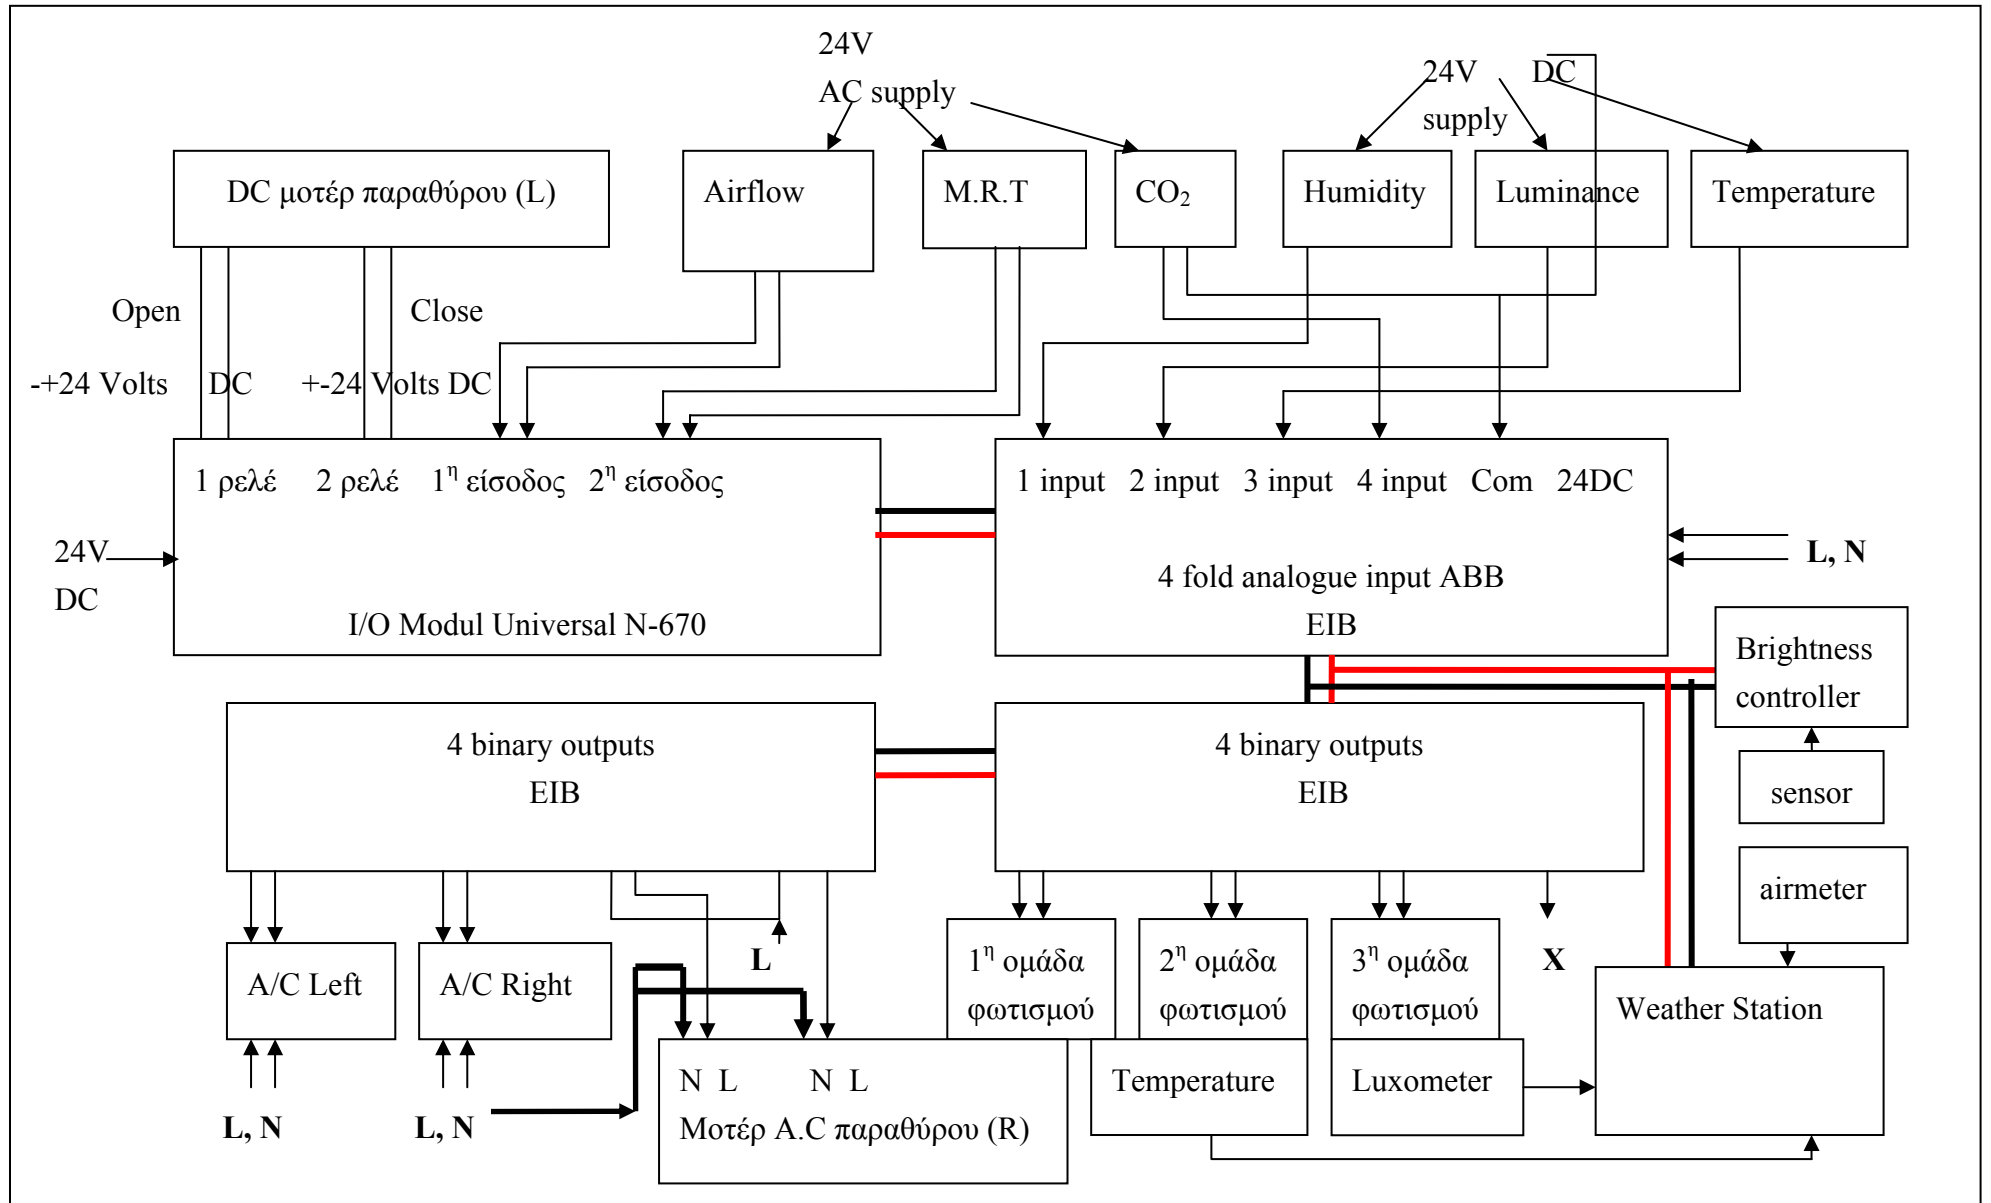 24V
AC supply
24V DC
supply
DC μοτέρ παραθύρου (L)
Airflow
M.R.T
CO₂
Humidity
Luminance
Temperature
Open
Close
-+24 Volts DC
+-24 Volts DC
1 ρελέ 2 ρελέ 1η είσοδος 2η είσοδος
1 input 2 input 3 input 4 input Com 24DC
24V
DC
I/O Modul Universal N-670
4 fold analogue input ABB
EIB
L, N
Brightness
controller
4 binary outputs
EIB
4 binary outputs
EIB
sensor
airmeter
A/C Left
A/C Right
L
1η ομάδα
φωτισμού
2η ομάδα
φωτισμού
3η ομάδα
φωτισμού
X
Weather Station
L, N
L, N
N L N L
Μοτέρ A.C παραθύρου (R)
Temperature
Luxometer